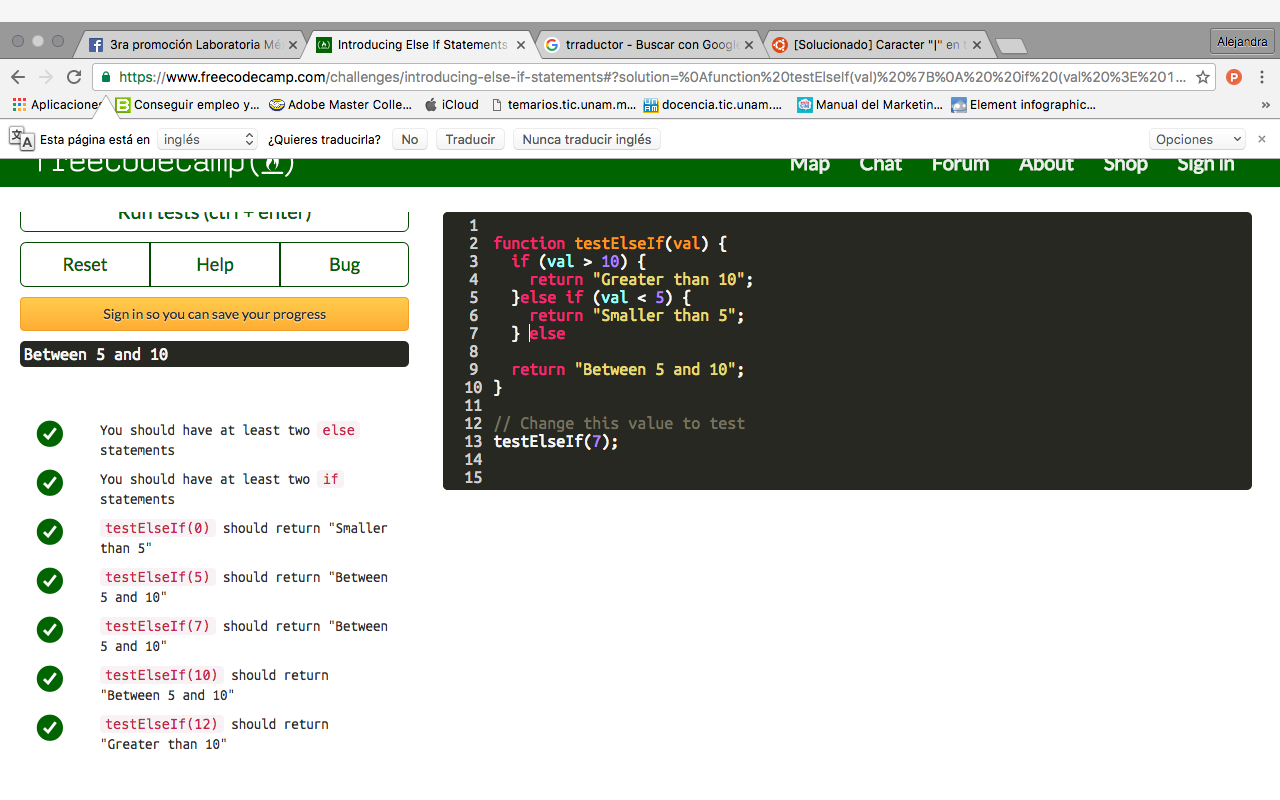 3ra promoción Laboratoria Mé
Introducing Else If Statements
trraductor - Buscar con Google
[Solucionado] Caracter "|" en t
Alejandra
https://www.freecodecamp.com/challenges/introducing-else-if-statements#?solution=%0Afunction%20testElseIf(val)%20%7B%0A%20%20if%20(val%20%3E%201...
Aplicaciones
Conseguir empleo y...
Adobe Master Colle...
iCloud
temarios.tic.unam.m...
docencia.tic.unam....
Manual del Marketin...
Element infographic...
»
Esta página está en inglés ¿Quieres traducirla? No Traducir Nunca traducir inglés Opciones
freeCodeCamp(
Map Chat Forum About Shop Sign in
Run tests (ctrl + enter)
Reset Help Bug
Sign in so you can save your progress
Between 5 and 10
You should have at least two else
statements
You should have at least two if
statements
testElseIf(0) should return "Smaller
than 5"
testElseIf(5) should return "Between
5 and 10"
testElseIf(7) should return "Between
5 and 10"
testElseIf(10) should return
"Between 5 and 10"
testElseIf(12) should return
"Greater than 10"
1
2 function testElseIf(val) {
3 if (val > 10) {
4 return "Greater than 10";
5 }else if (val < 5) {
6 return "Smaller than 5";
7 } else
8
9 return "Between 5 and 10";
10 }
11
12 // Change this value to test
13 testElseIf(7);
14
15